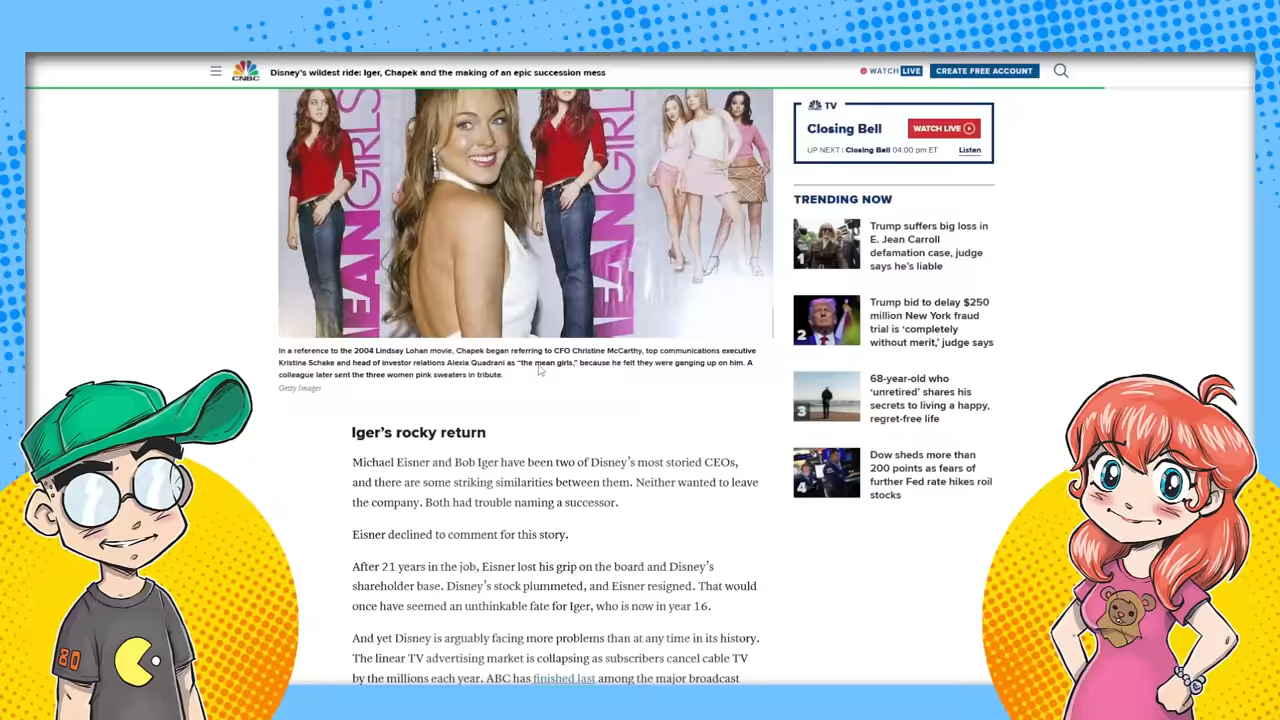 CNBC
Disney's wildest ride: Iger, Chapek and the making of an epic succession mess
WATCH LIVE
CREATE FREE ACCOUNT
EAN GIRLS
EAN GIRLS
In a reference to the 2004 Lindsay Lohan movie, Chapek began referring to CFO Christine McCarthy, top communications executive
Kristina Schake and head of investor relations Alexia Quadrani as "the mean girls," because he felt they were ganging up on him. A
colleague later sent the three women pink sweaters in tribute.
Getty Images
Iger's rocky return
Michael Eisner and Bob Iger have been two of Disney's most storied CEOs,
and there are some striking similarities between them. Neither wanted to leave
the company. Both had trouble naming a successor.
Eisner declined to comment for this story.
After 21 years in the job, Eisner lost his grip on the board and Disney's
shareholder base. Disney's stock plummeted, and Eisner resigned. That would
once have seemed an unthinkable fate for Iger, who is now in year 16.
And yet Disney is arguably facing more problems than at any time in its history.
The linear TV advertising market is collapsing as subscribers cancel cable TV
by the millions each year. ABC has finished last among the major broadcast
TV
Closing Bell
WATCH LIVE
UP NEXT | Closing Bell 04:00 pm ET
Listen
TRENDING NOW
1
Trump suffers big loss in
E. Jean Carroll
defamation case, judge
says he's liable
2
Trump bid to delay $250
million New York fraud
trial is 'completely
without merit,' judge says
3
68-year-old who
'unretired' shares his
secrets to living a happy,
regret-free life
4
Dow sheds more than
200 points as fears of
further Fed rate hikes roil
stocks
80